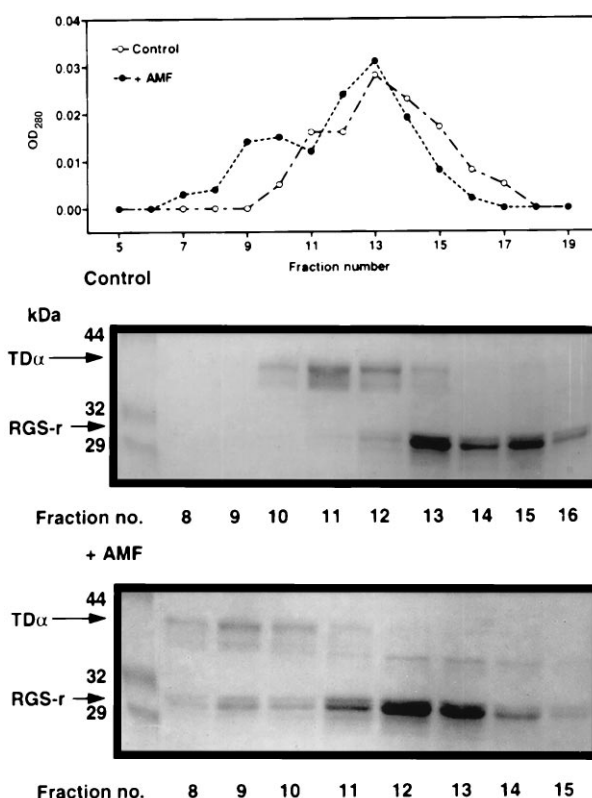 0.04
0.03
0.02
0.01
0.00
OD280
Control
+ AMF
5 7 9 11 13 15 17 19
Fraction number
Control
kDa
44
TDα
32
RGS-r
29
Fraction no. 8 9 10 11 12 13 14 15 16
+ AMF
44
TDα
32
RGS-r
29
Fraction no. 8 9 10 11 12 13 14 15